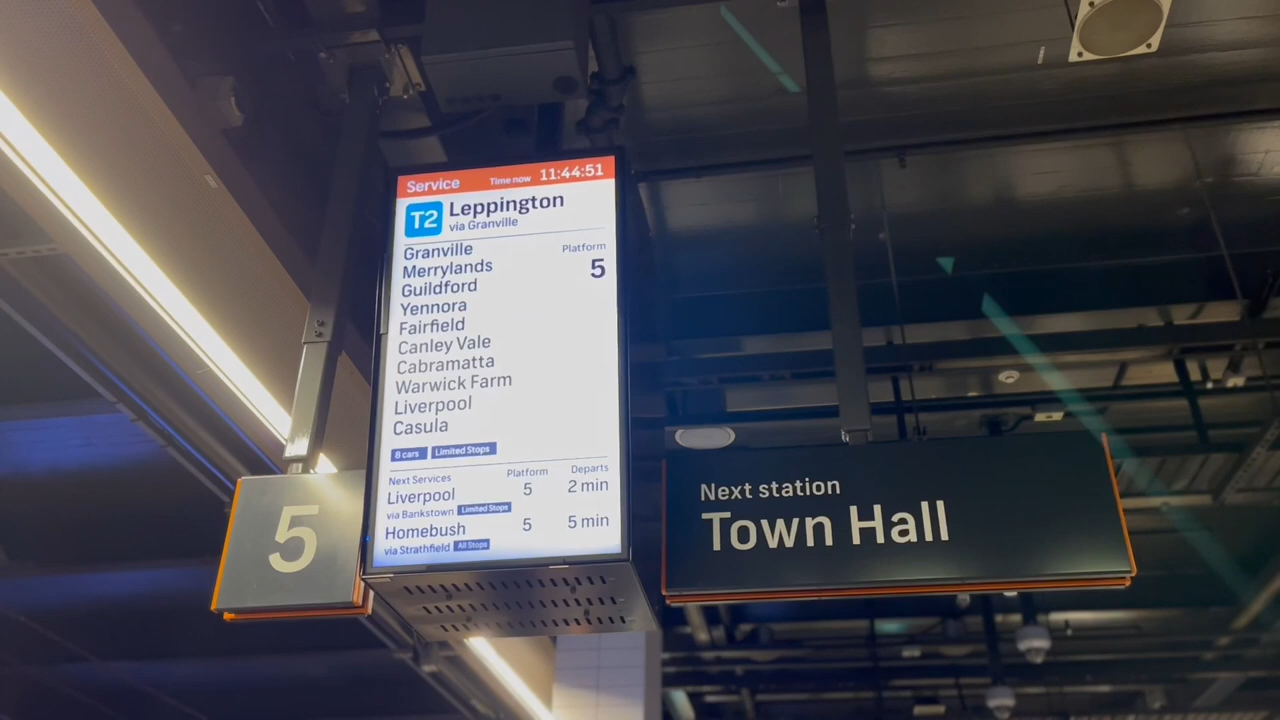 Service Time now 11:44:51
T2 Leppington
via Granville
Granville Platform
Merrylands 5
Guildford
Yennora
Fairfield
Canley Vale
Cabramatta
Warwick Farm
Liverpool
Casula
8 cars Limited Stops
Next Services Platform Departs
Liverpool 5 2 min
via Bankstown Limited Stops
Homebush 5 5 min
via Strathfield All Stops
5
Next station
Town Hall